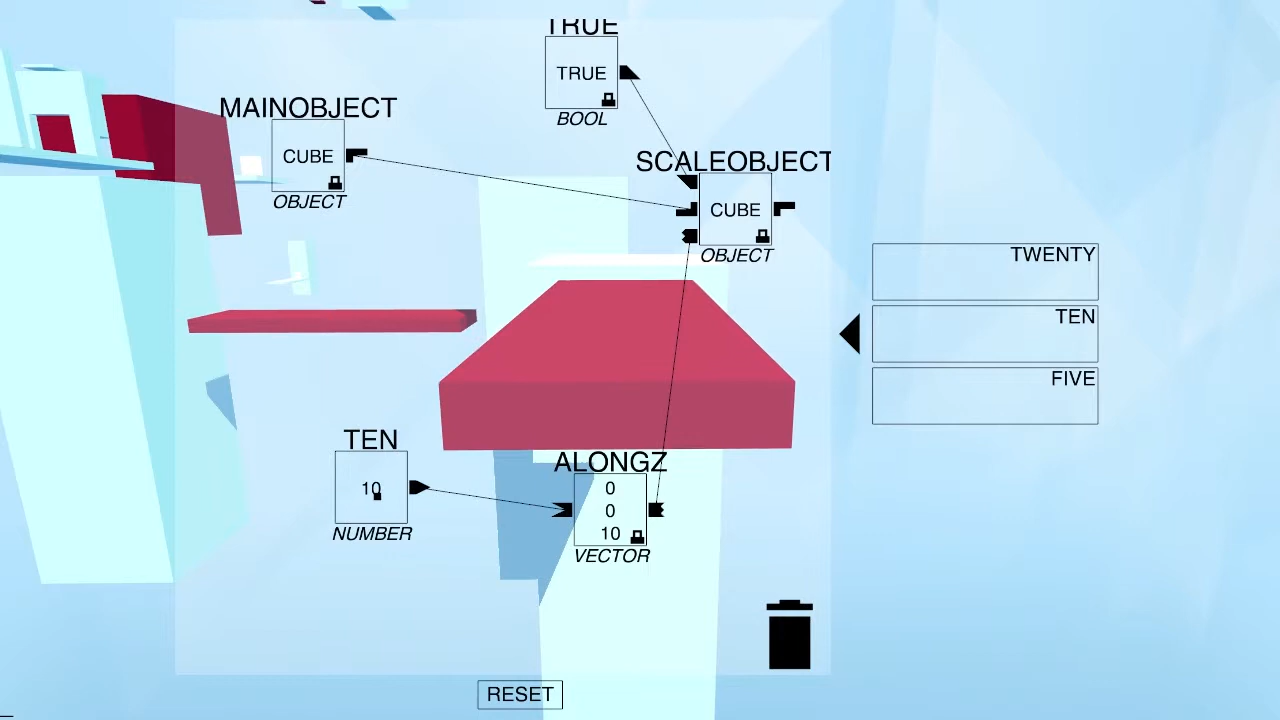 TRUE
TRUE
BOOL
MAINOBJECT
CUBE
OBJECT
SCALEOBJECT
CUBE
OBJECT
TWENTY
TEN
FIVE
TEN
10
NUMBER
ALONGZ
0
0
10
VECTOR
RESET